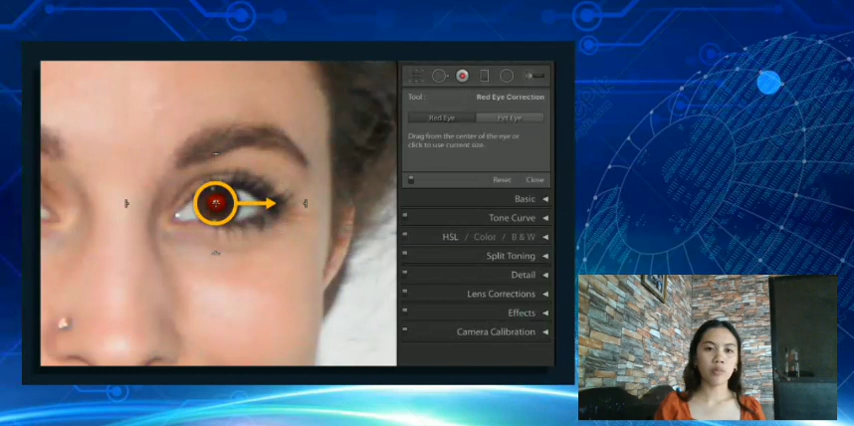 Tool :
Red Eye Correction
Red Eye
Pet Eye
Drag from the center of the eye or
click to use current size.
Reset
Close
Basic
Tone Curve
HSL / Color / B & W
Split Toning
Detail
Lens Corrections
Effects
Camera Calibration